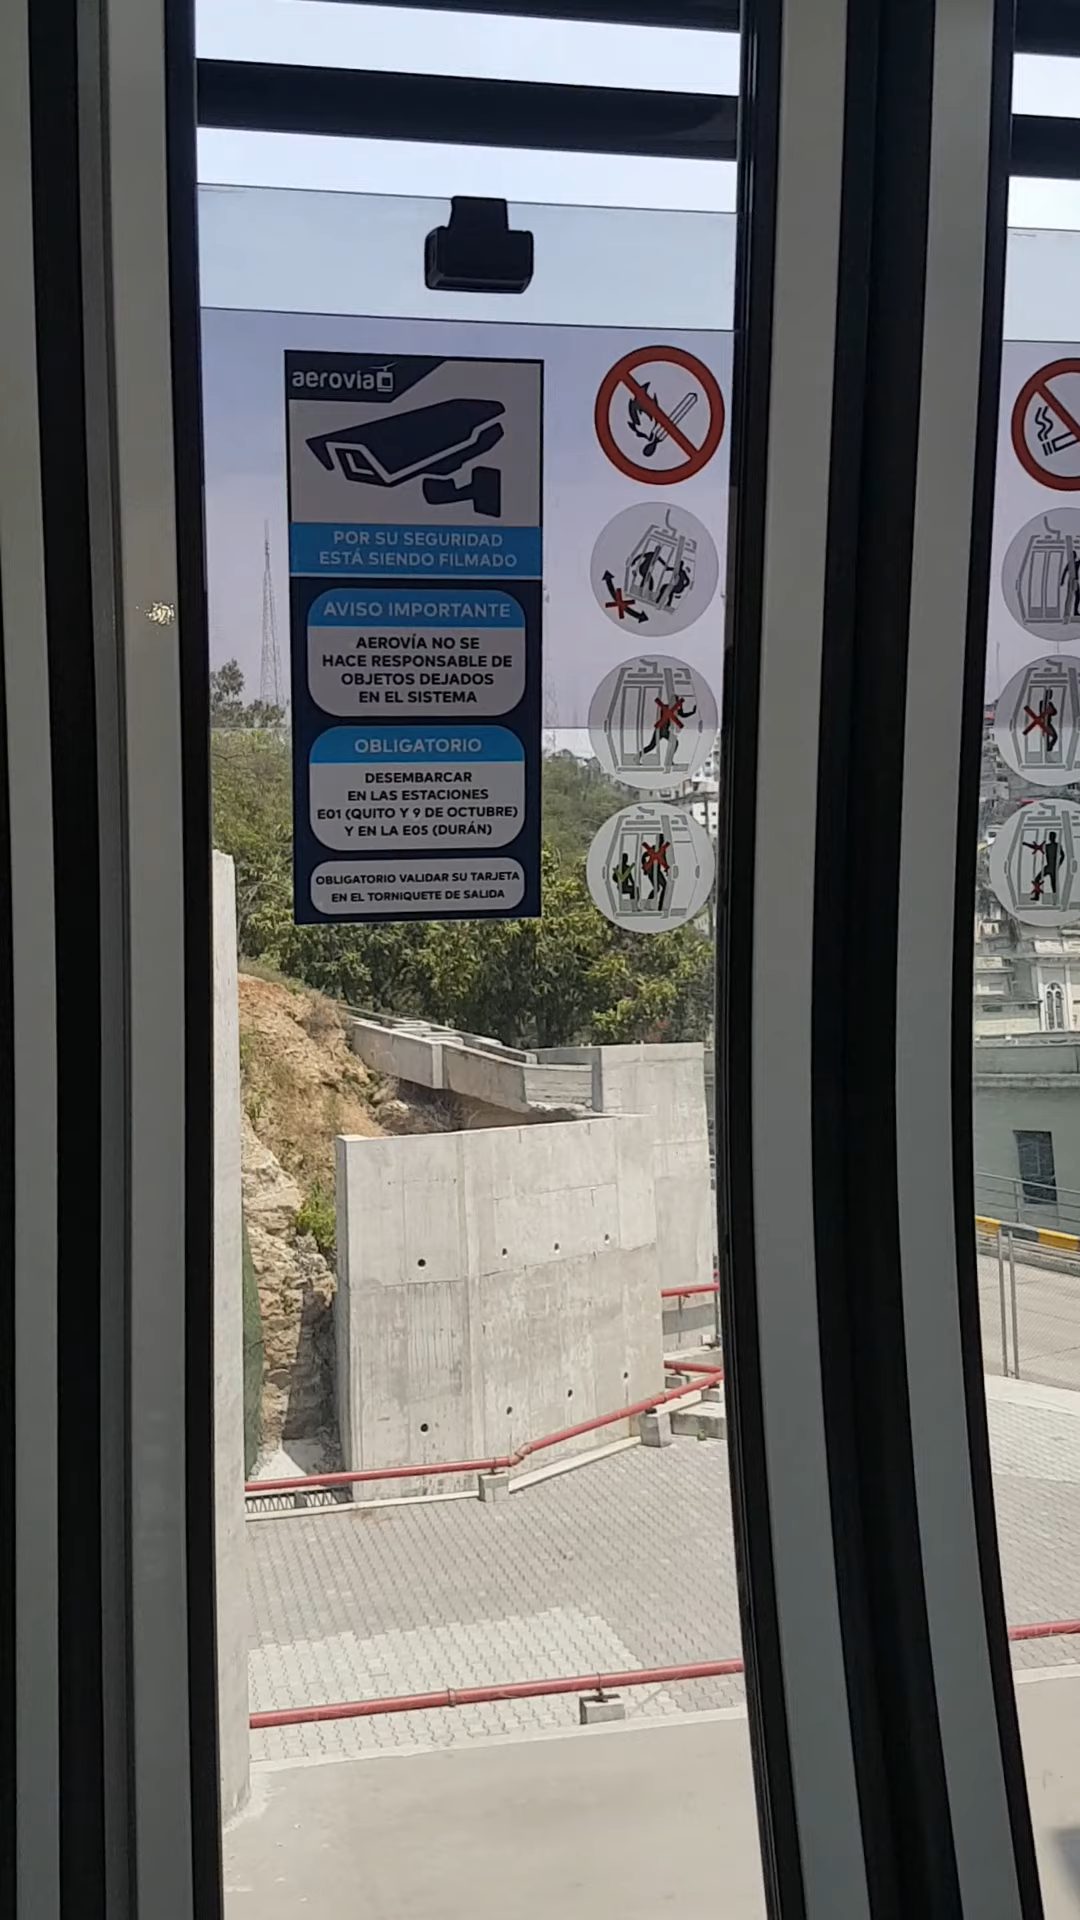 aerovia
POR SU SEGURIDAD
ESTÁ SIENDO FILMADO
AVISO IMPORTANTE
AEROVÍA NO SE
HACE RESPONSABLE DE
OBJETOS DEJADOS
EN EL SISTEMA
OBLIGATORIO
DESEMBARCAR
EN LAS ESTACIONES
E01 (QUITO Y 9 DE OCTUBRE)
Y EN LA E05 (DURÁN)
OBLIGATORIO VALIDAR SU TARJETA
EN EL TORNIQUETE DE SALIDA